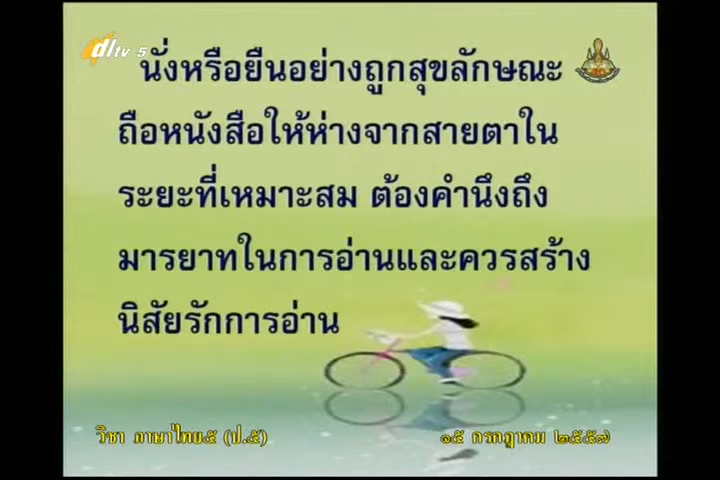 dltv 5
นั่งหรือยืนอย่างถูกสุขลักษณะ
ถือหนังสือให้ห่างจากสายตาใน
ระยะที่เหมาะสม ต้องคำนึงถึง
มารยาทในการอ่านและควรสร้าง
นิสัยรักการอ่าน
วิชา ภาษาไทย๕ (ป.๕)
๑๕ กรกฎาคม ๒๕๕๗